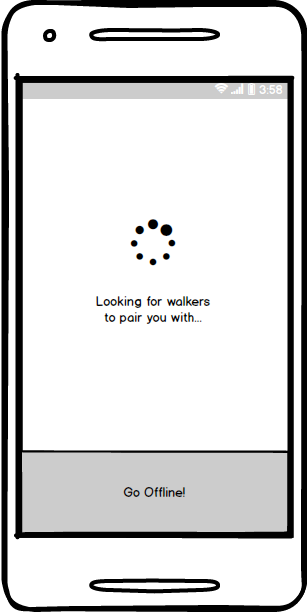 3:58
Looking for walkers
to pair you with...
Go Offline!